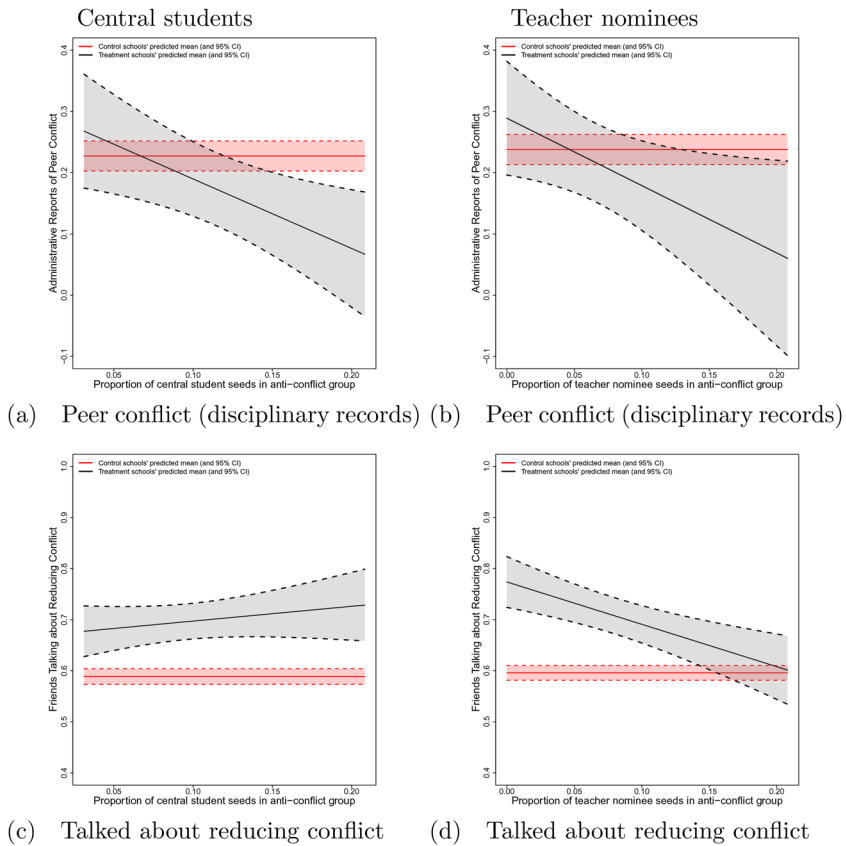 Central students
Teacher nominees
Control schools' predicted mean (and 95% CI)
Treatment schools' predicted mean (and 95% CI)
Administrative Reports of Peer Conflict
0.4
0.3
0.2
0.1
0.0
−0.1
0.05 0.10 0.15 0.20
Proportion of central student seeds in anti−conflict group
Control schools' predicted mean (and 95% CI)
Treatment schools' predicted mean (and 95% CI)
Administrative Reports of Peer Conflict
0.4
0.3
0.2
0.1
0.0
−0.1
0.00 0.05 0.10 0.15 0.20
Proportion of teacher nominee seeds in anti−conflict group
(a) Peer conflict (disciplinary records)
(b) Peer conflict (disciplinary records)
Control schools' predicted mean (and 95% CI)
Treatment schools' predicted mean (and 95% CI)
Friends Talking about Reducing Conflict
1.0
0.9
0.8
0.7
0.6
0.5
0.4
0.05 0.10 0.15 0.20
Proportion of central student seeds in anti−conflict group
Control schools' predicted mean (and 95% CI)
Treatment schools' predicted mean (and 95% CI)
Friends Talking about Reducing Conflict
1.0
0.9
0.8
0.7
0.6
0.5
0.4
0.00 0.05 0.10 0.15 0.20
Proportion of teacher nominee seeds in anti−conflict group
(c) Talked about reducing conflict
(d) Talked about reducing conflict